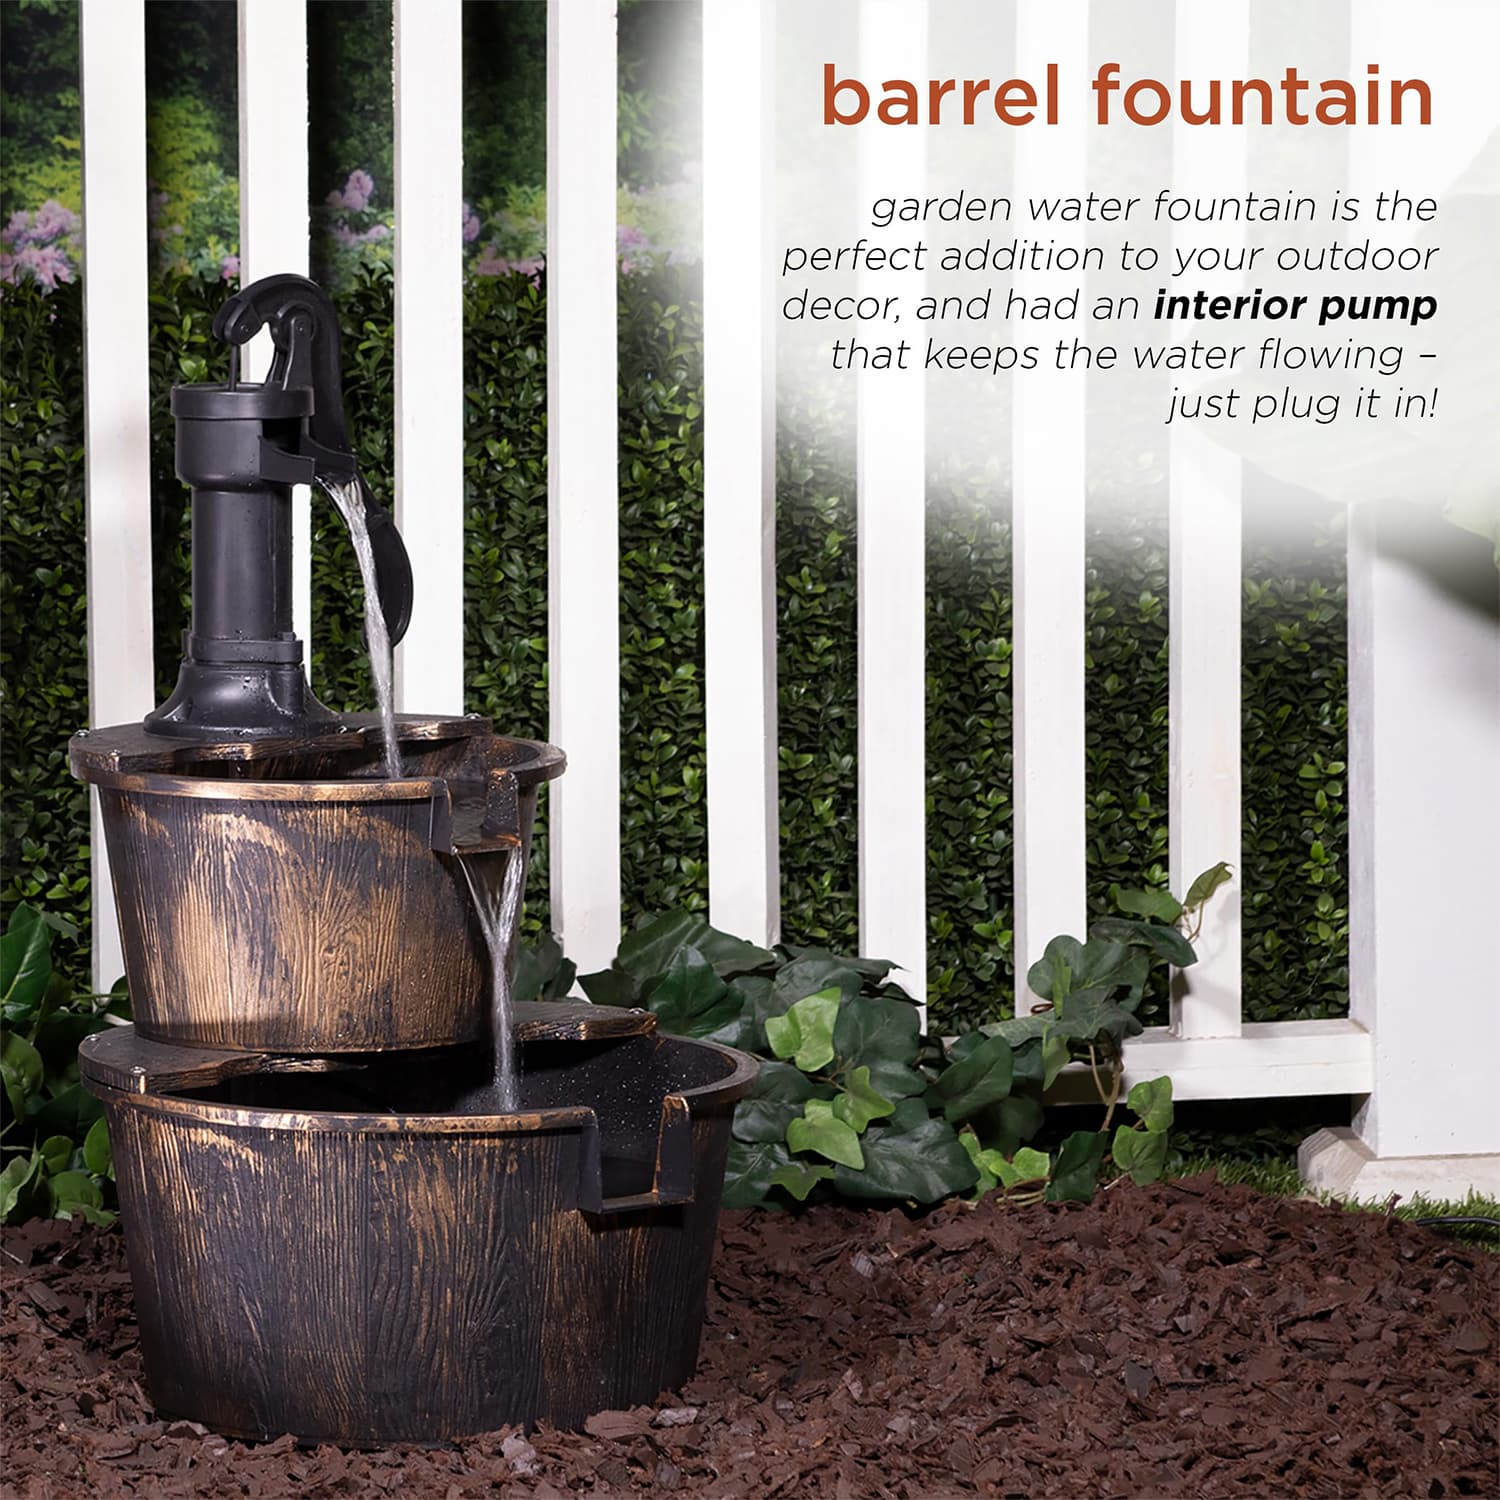 barrel fountain
garden water fountain is the
perfect addition to your outdoor
decor, and had an interior pump
that keeps the water flowing –
just plug it in!